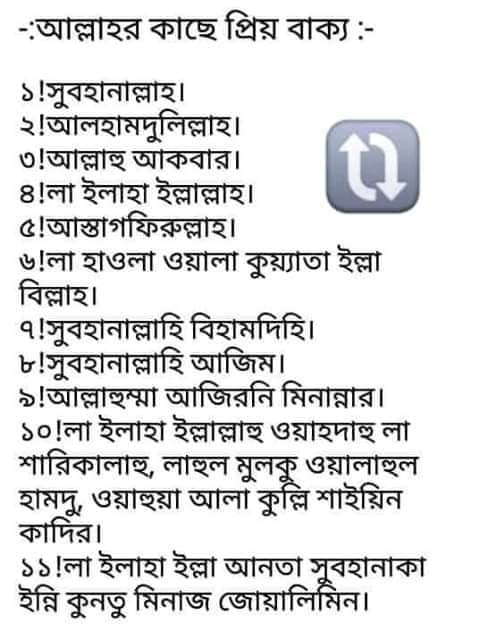 -:আল্লাহর কাছে প্রিয় বাক্য :-
১!সুবহানাল্লাহ।
২!আলহামদুলিল্লাহ।
৩!আল্লাহু আকবার।
৪!লা ইলাহা ইল্লাল্লাহ।
৫!আস্তাগফিরুল্লাহ।
৬!লা হাওলা ওয়ালা কুয়্যাতা ইল্লা
বিল্লাহ।
৭!সুবহানাল্লাহি বিহামদিহি।
৮!সুবহানাল্লাহি আজিম।
৯!আল্লাহুম্মা আজিরনি মিনান্নার।
১০!লা ইলাহা ইল্লাল্লাহু ওয়াহদাহু লা
শারিকালাহু, লাহুল মুলকু ওয়ালাহুল
হামদু, ওয়াহুয়া আলা কুল্লি শাইয়িন
কাদির।
১১!লা ইলাহা ইল্লা আনতা সুবহানাকা
ইন্নি কুনতু মিনাজ জোয়ালিমিন।